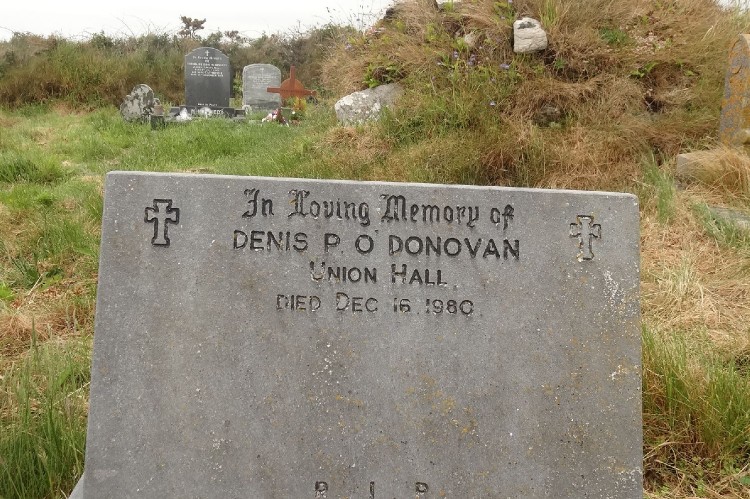 In Loving Memory of
DENIS P. O'DONOVAN
UNION HALL
DIED DEC 16 1980
R I P